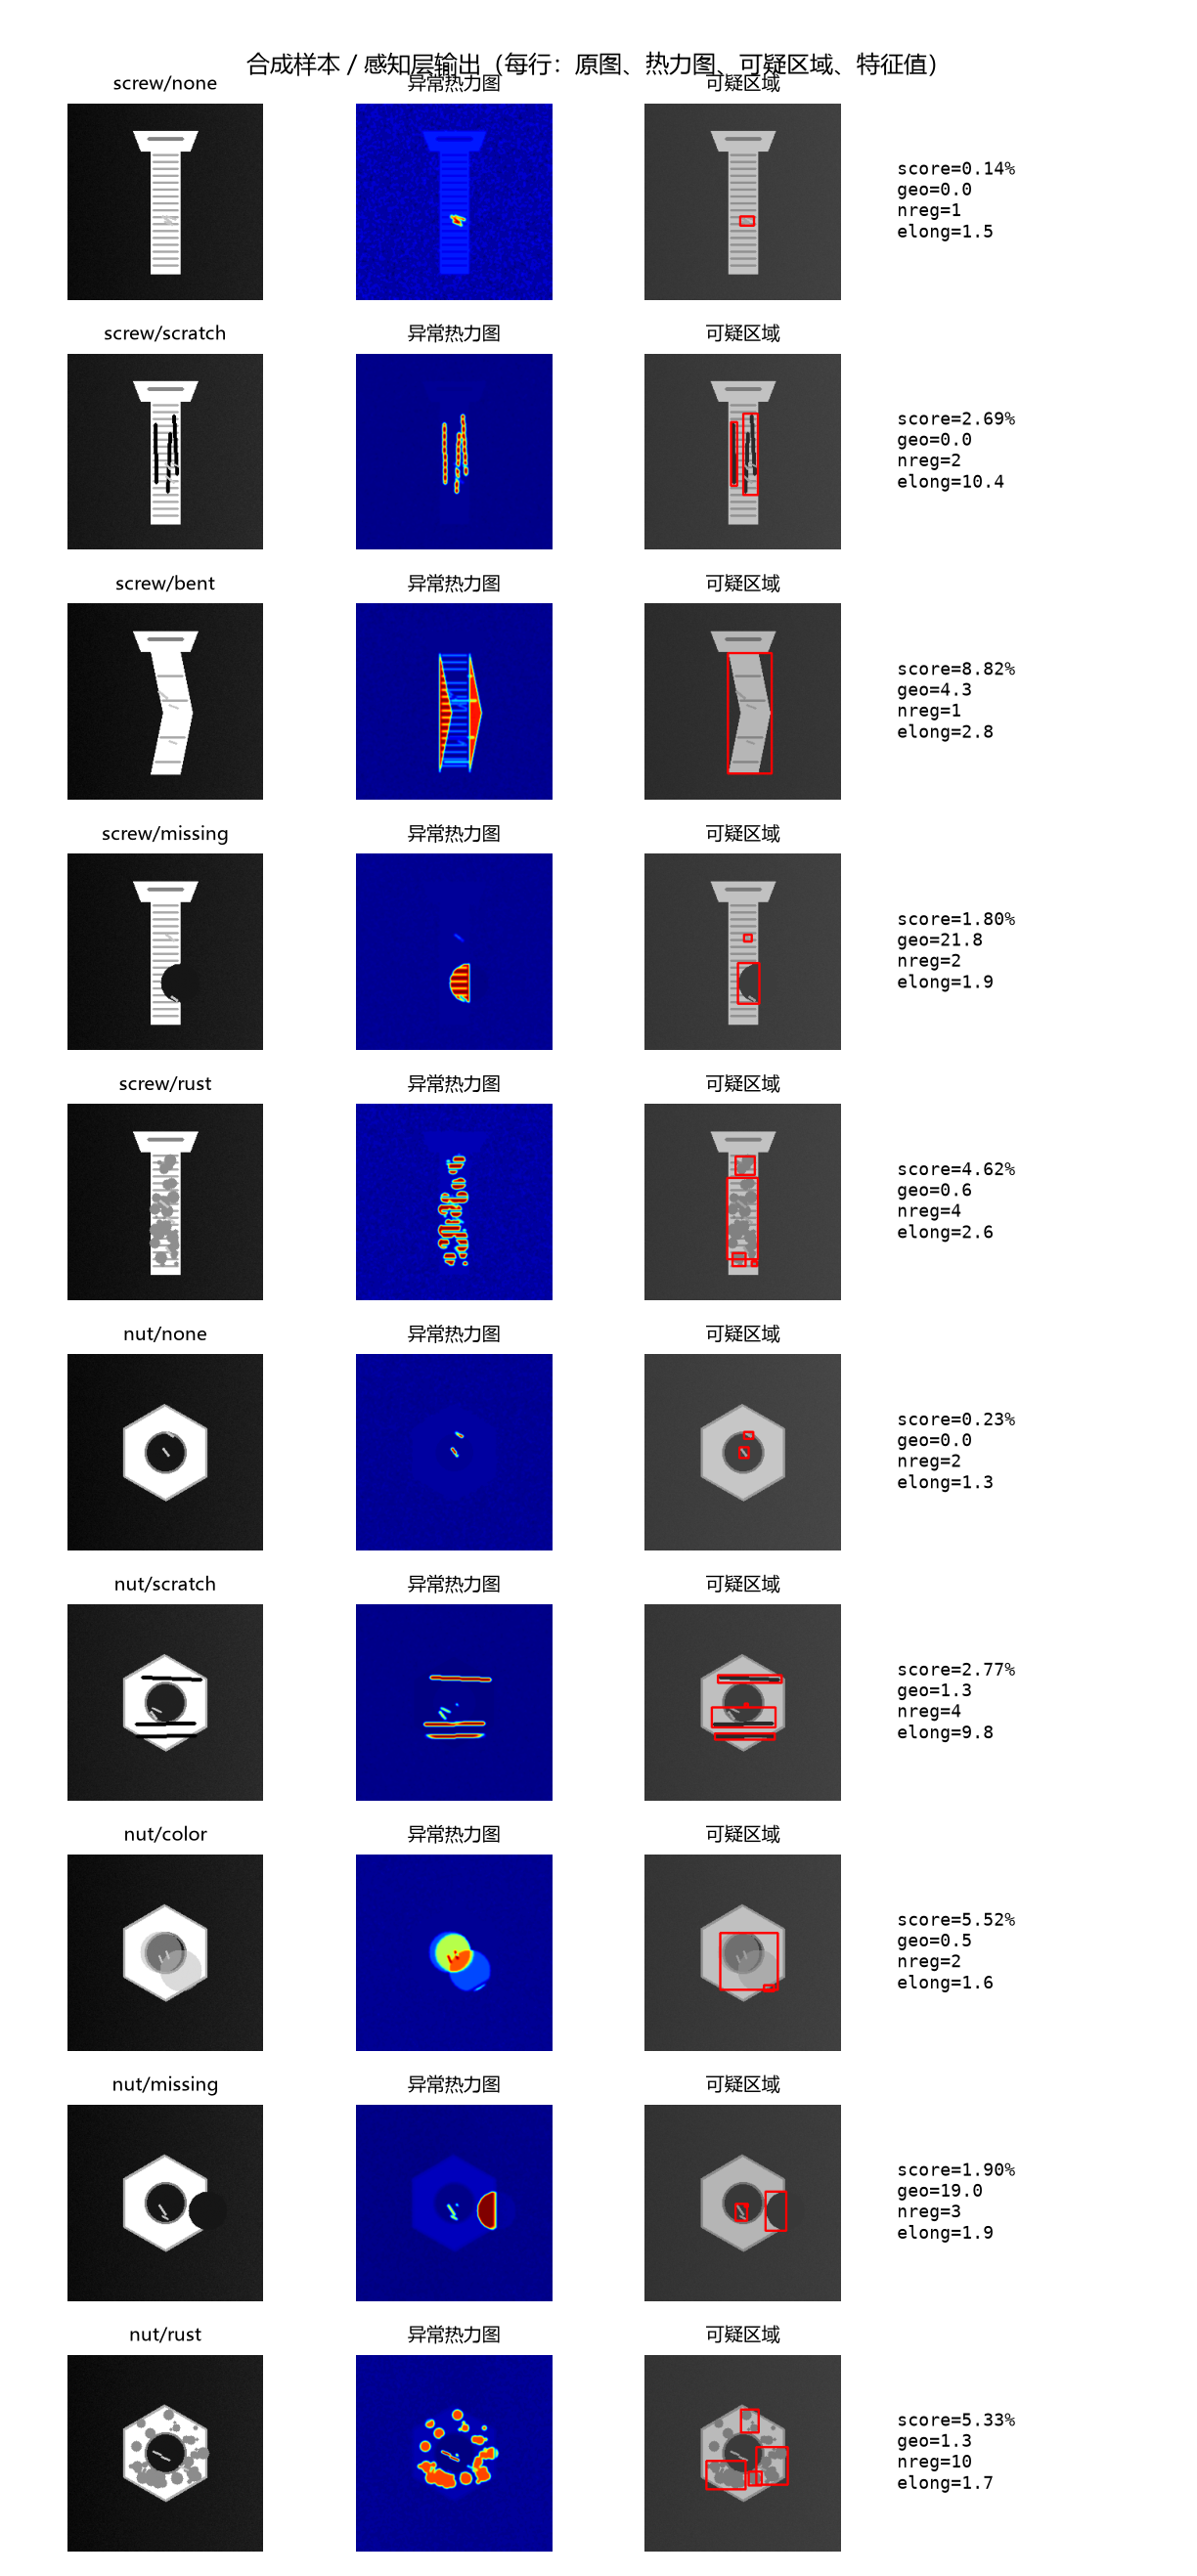 合成样本 / 感知层输出（每行：原图、热力图、可疑区域、特征值）
screw/none
异常热力图
可疑区域
score=0.14%
geo=0.0
nreg=1
elong=1.5
screw/scratch
异常热力图
可疑区域
score=2.69%
geo=0.0
nreg=2
elong=10.4
screw/bent
异常热力图
可疑区域
score=8.82%
geo=4.3
nreg=1
elong=2.8
screw/missing
异常热力图
可疑区域
score=1.80%
geo=21.8
nreg=2
elong=1.9
screw/rust
异常热力图
可疑区域
score=4.62%
geo=0.6
nreg=4
elong=2.6
nut/none
异常热力图
可疑区域
score=0.23%
geo=0.0
nreg=2
elong=1.3
nut/scratch
异常热力图
可疑区域
score=2.77%
geo=1.3
nreg=4
elong=9.8
nut/color
异常热力图
可疑区域
score=5.52%
geo=0.5
nreg=2
elong=1.6
nut/missing
异常热力图
可疑区域
score=1.90%
geo=19.0
nreg=3
elong=1.9
nut/rust
异常热力图
可疑区域
score=5.33%
geo=1.3
nreg=10
elong=1.7